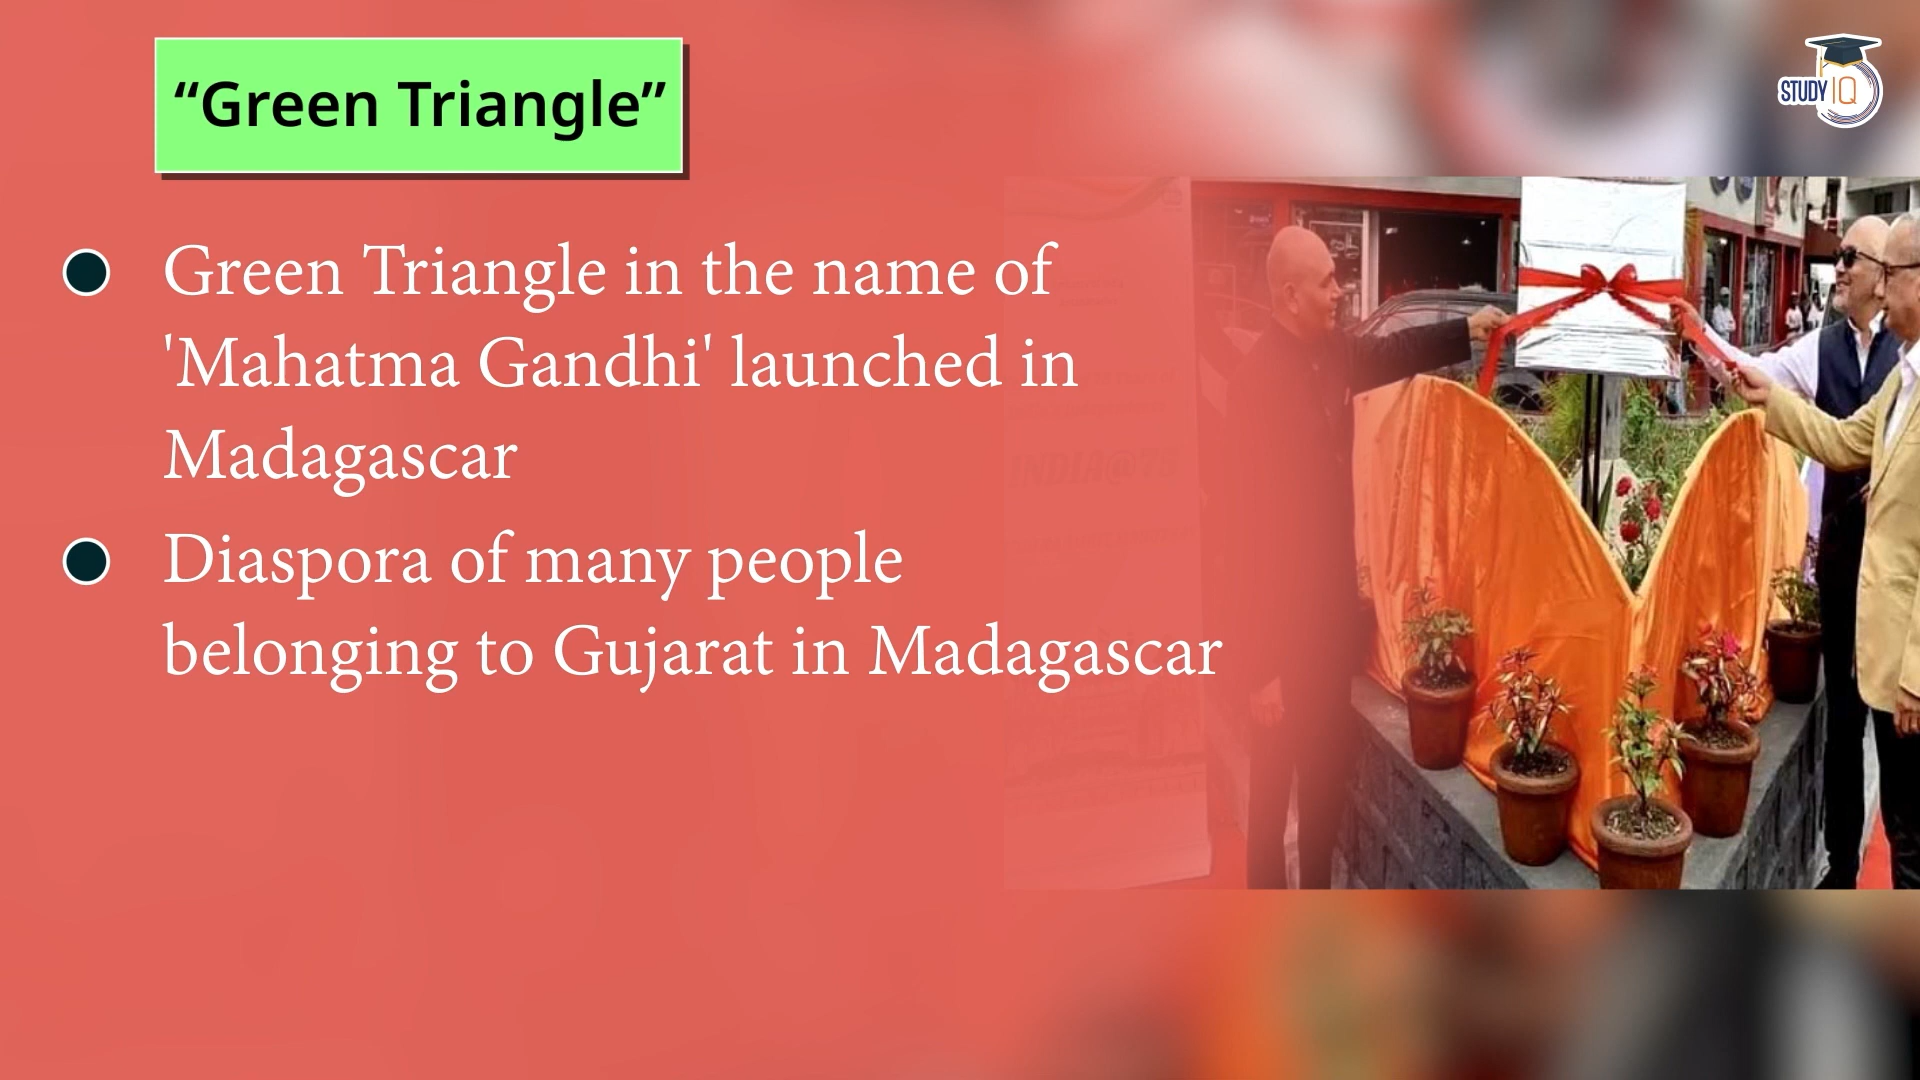 “Green Triangle”
STUDY IQ
Green Triangle in the name of
'Mahatma Gandhi' launched in
Madagascar
Diaspora of many people
belonging to Gujarat in Madagascar